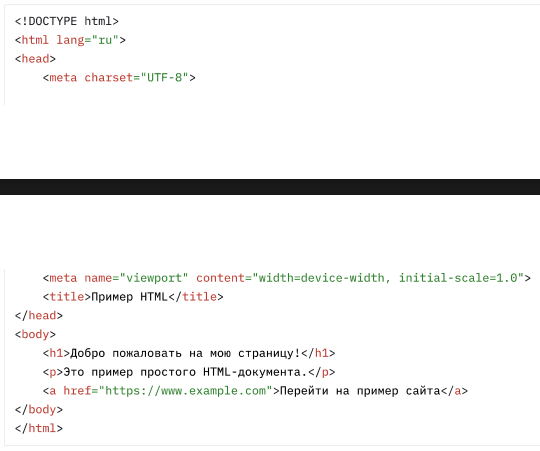 <!DOCTYPE html>
<html lang="ru">
<head>
    <meta charset="UTF-8">
    <meta name="viewport" content="width=device-width, initial-scale=1.0">
    <title>Пример HTML</title>
</head>
<body>
    <h1>Добро пожаловать на мою страницу!</h1>
    <p>Это пример простого HTML-документа.</p>
    <a href="https://www.example.com">Перейти на пример сайта</a>
</body>
</html>